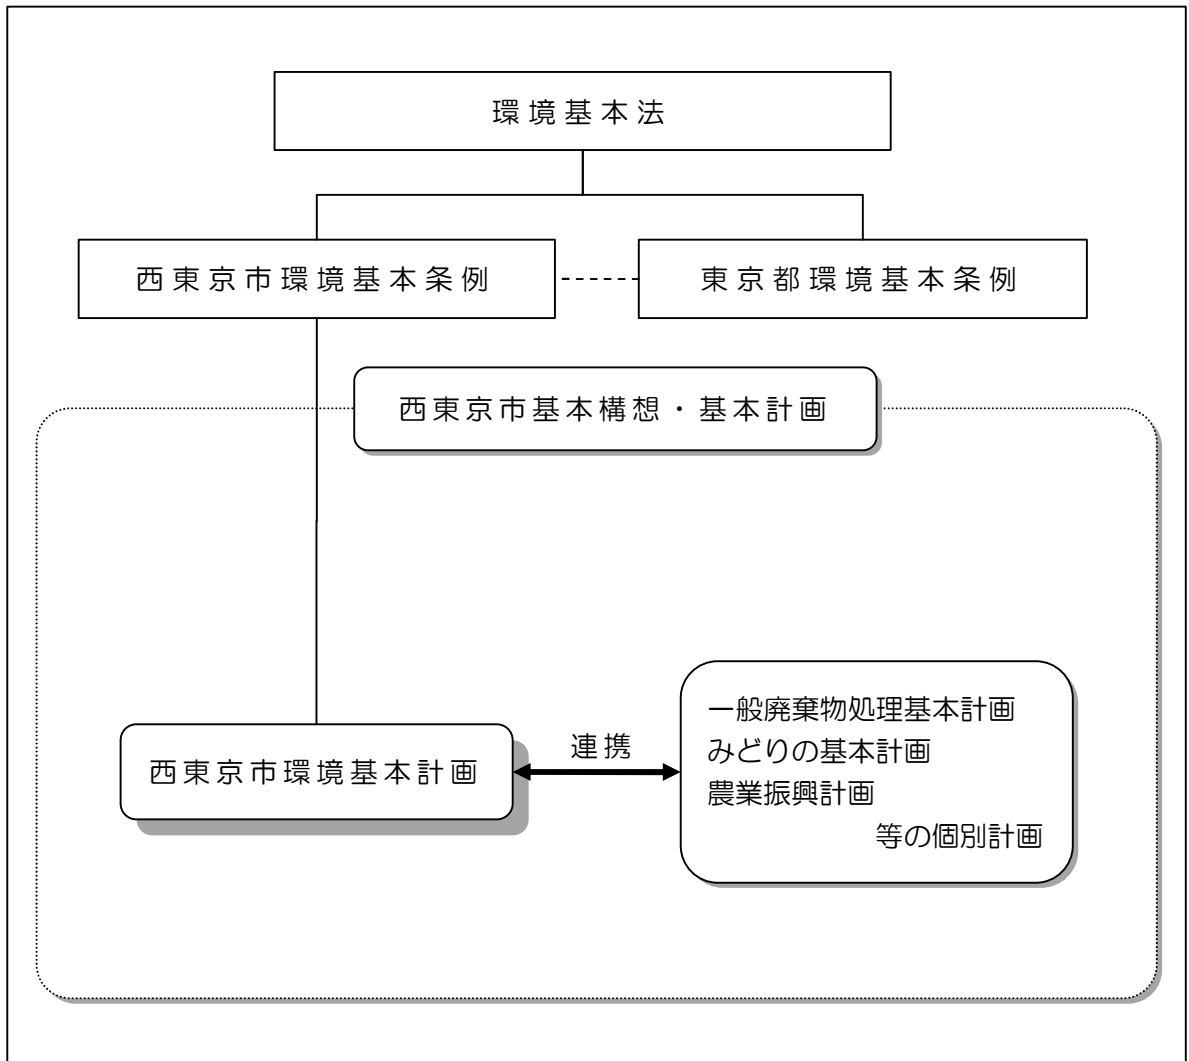 環境基本法
西東京市環境基本条例
東京都環境基本条例
西東京市基本構想・基本計画
西東京市環境基本計画
連携
一般廃棄物処理基本計画
みどりの基本計画
農業振興計画
等の個別計画